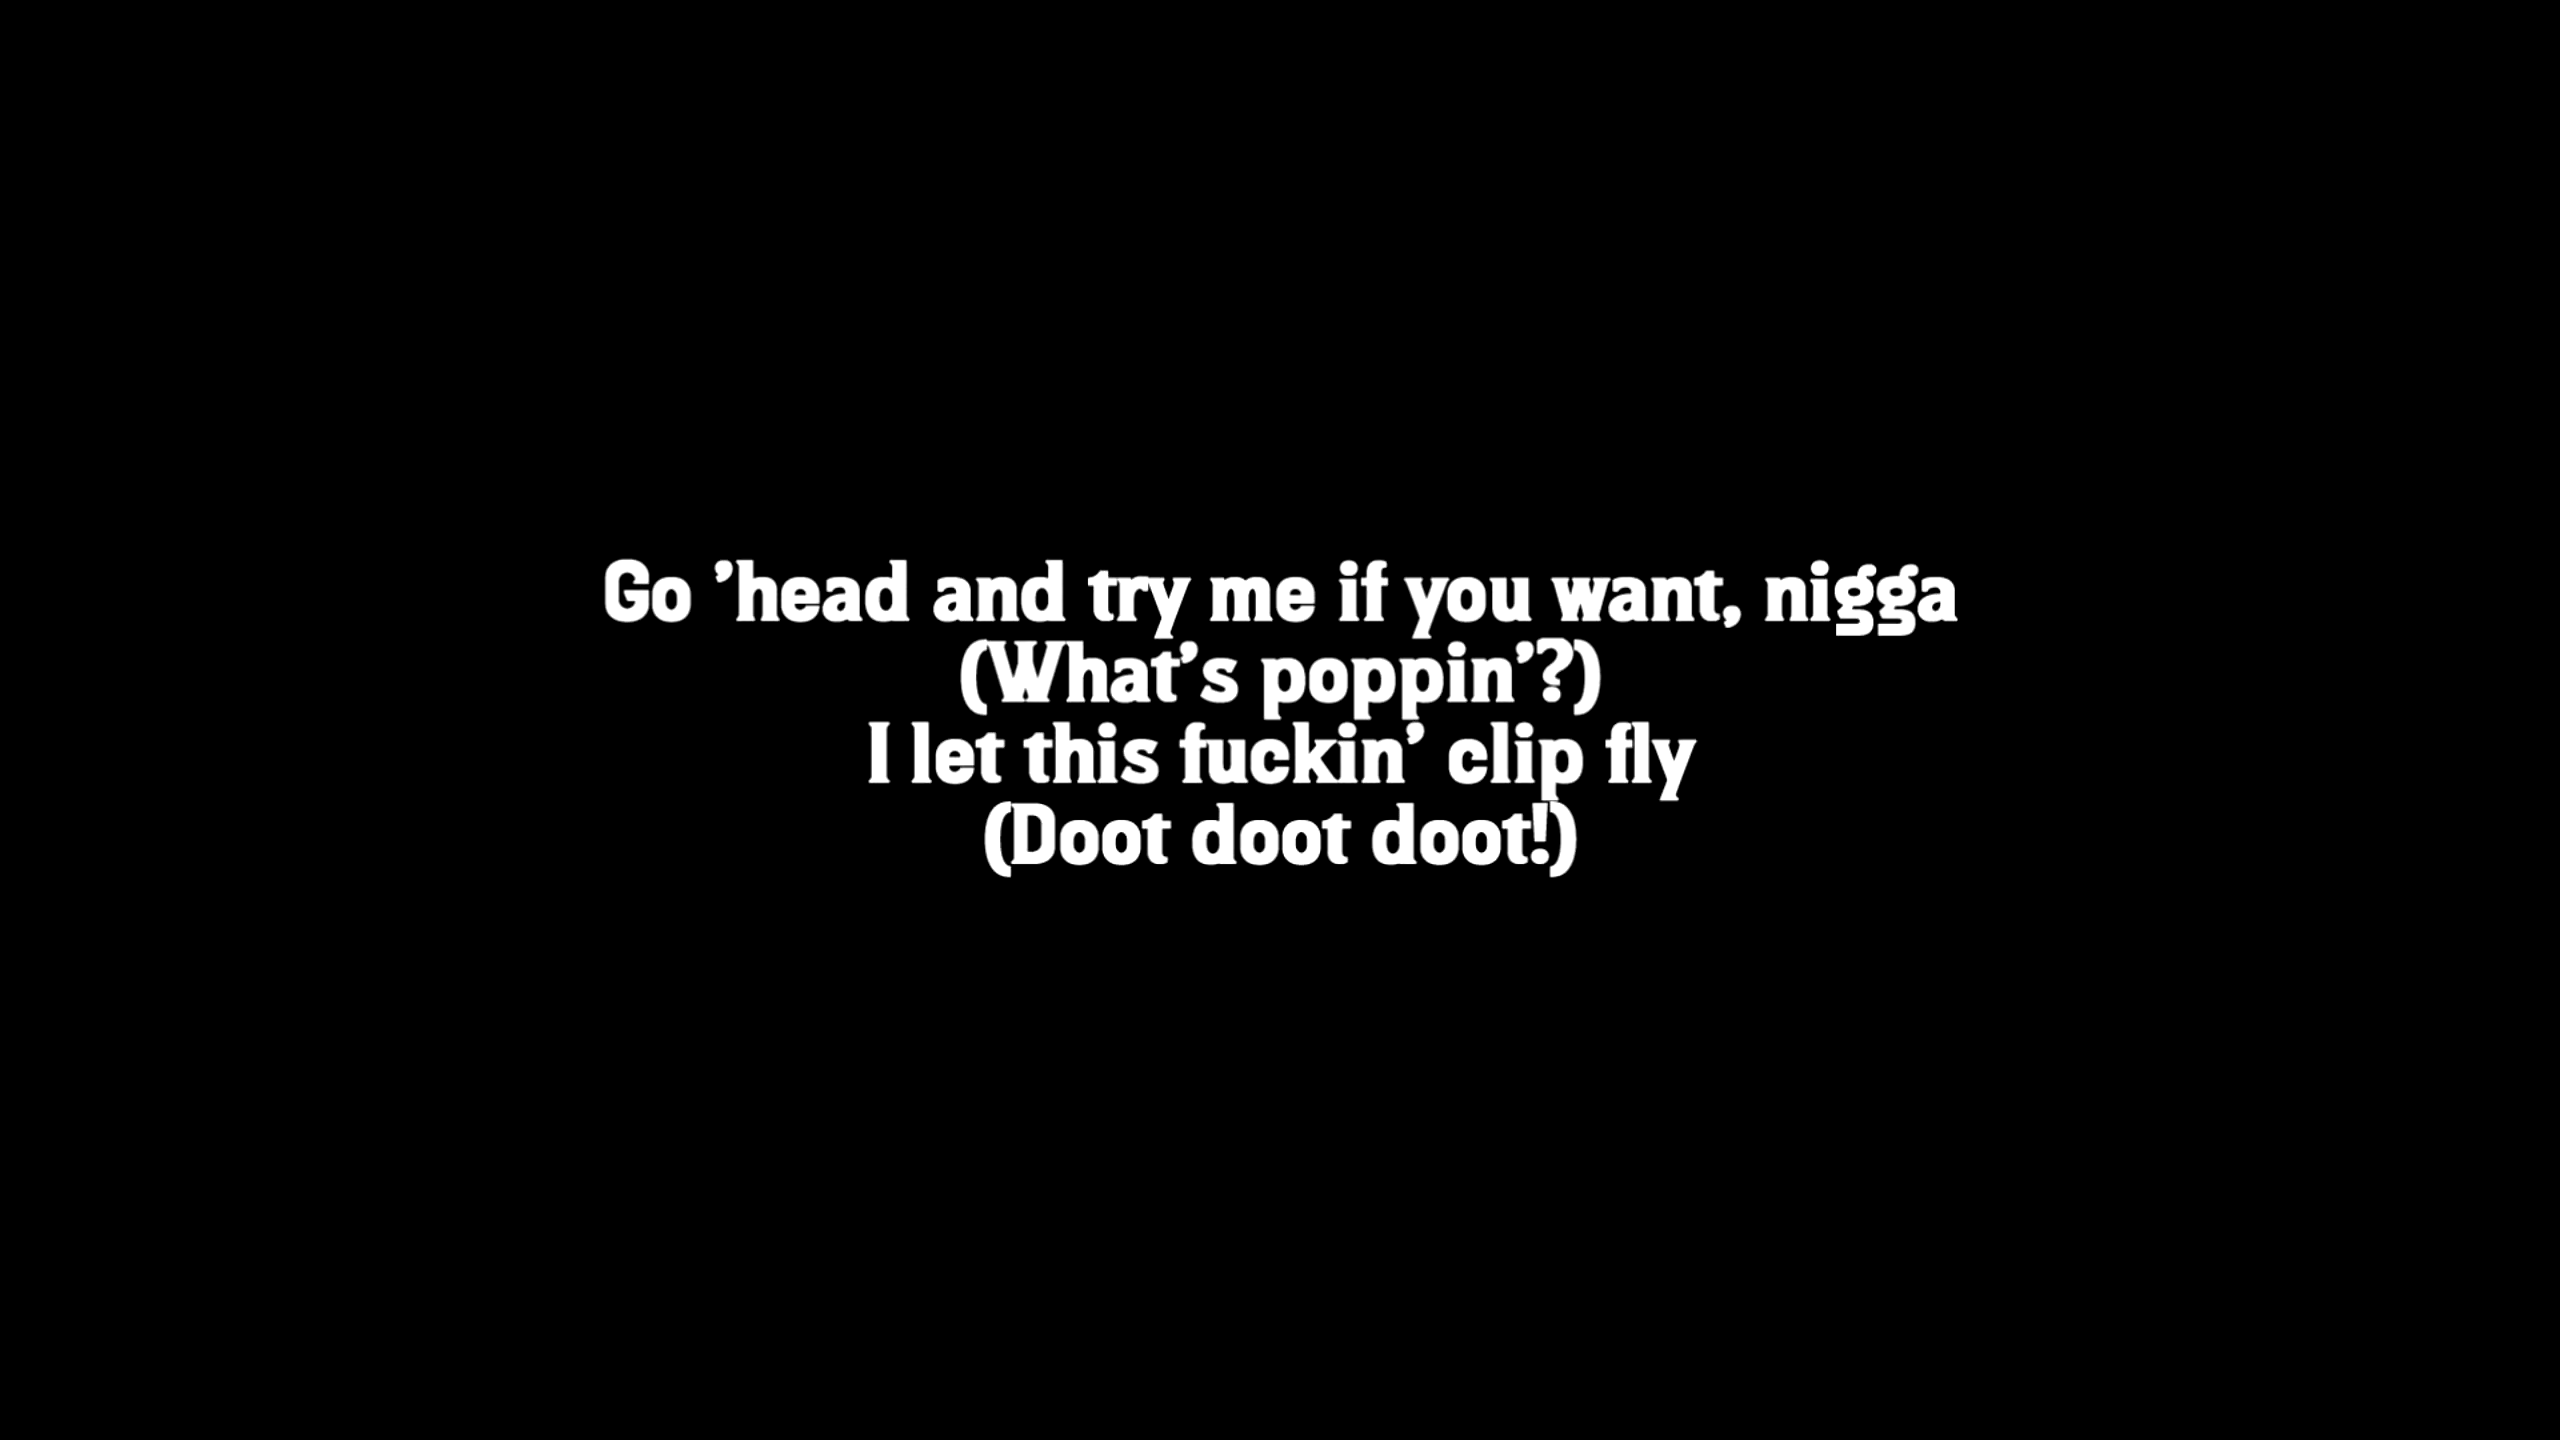 Go ’head and try me if you want, nigga
(What’s poppin’?)
I let this fuckin’ clip fly
(Doot doot doot!)